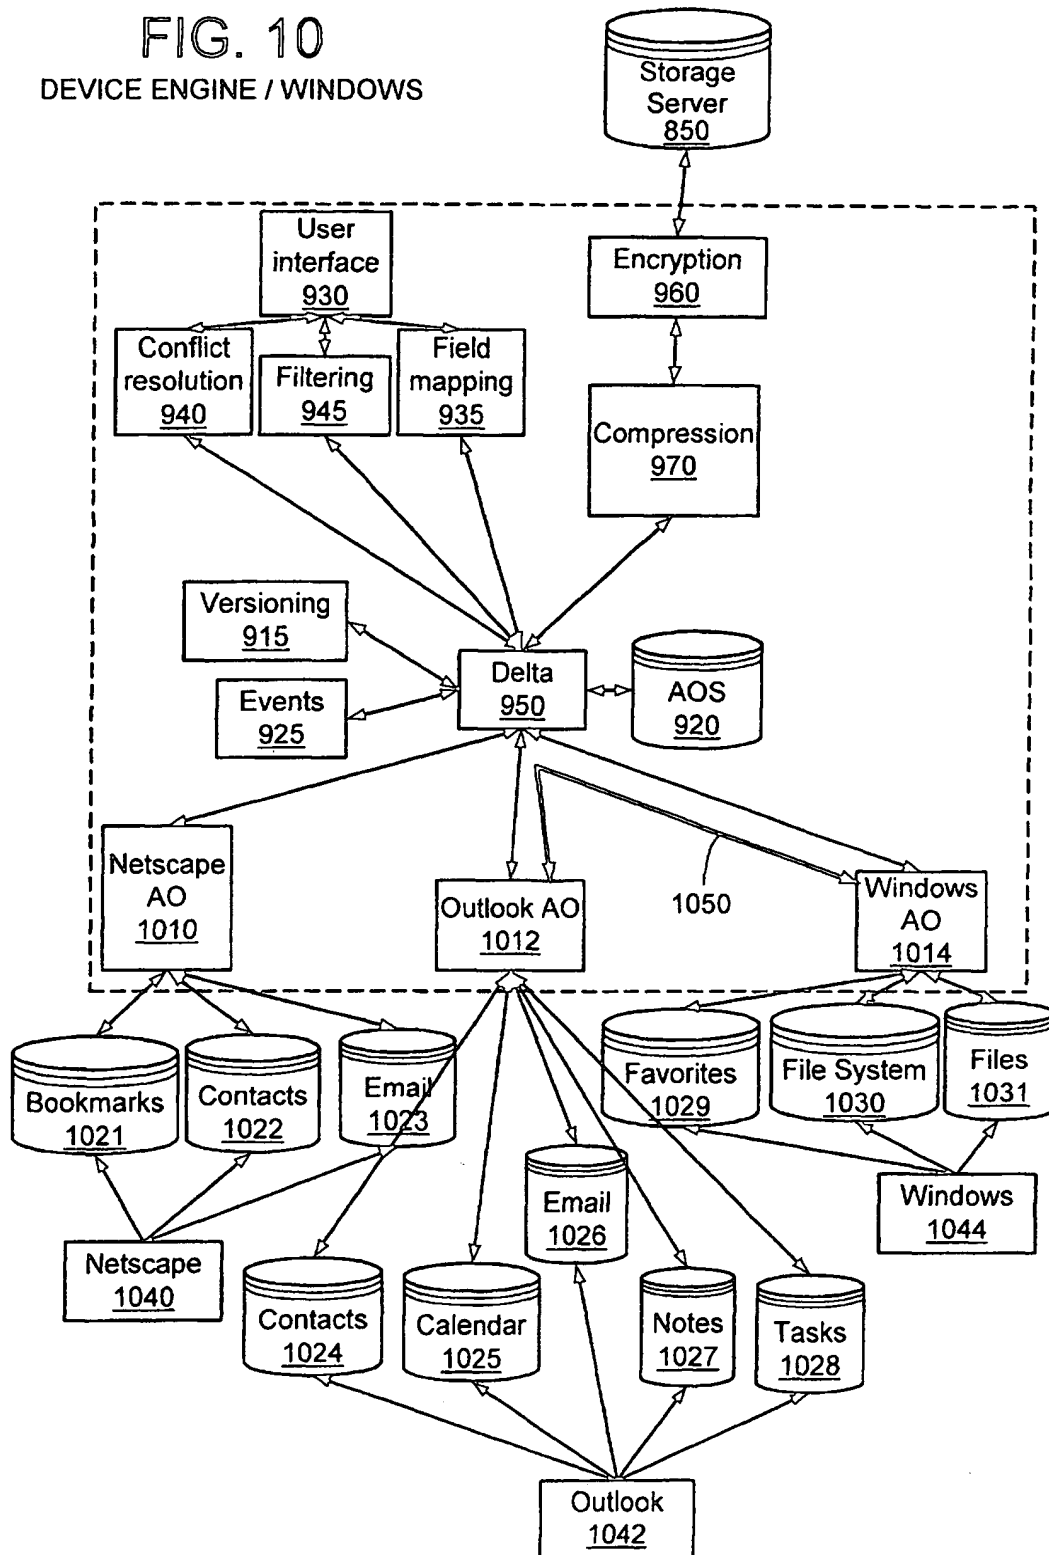 FIG. 10
DEVICE ENGINE / WINDOWS
Storage
Server
850
User
interface
930
Encryption
960
Conflict
resolution
940
Filtering
945
Field
mapping
935
Compression
970
Versioning
915
Events
925
Delta
950
AOS
920
Netscape
AO
1010
Outlook AO
1012
1050
Windows
AO
1014
Bookmarks
1021
Contacts
1022
Email
1023
Favorites
1029
File System
1030
Files
1031
Netscape
1040
Contacts
1024
Calendar
1025
Email
1026
Notes
1027
Tasks
1028
Windows
1044
Outlook
1042